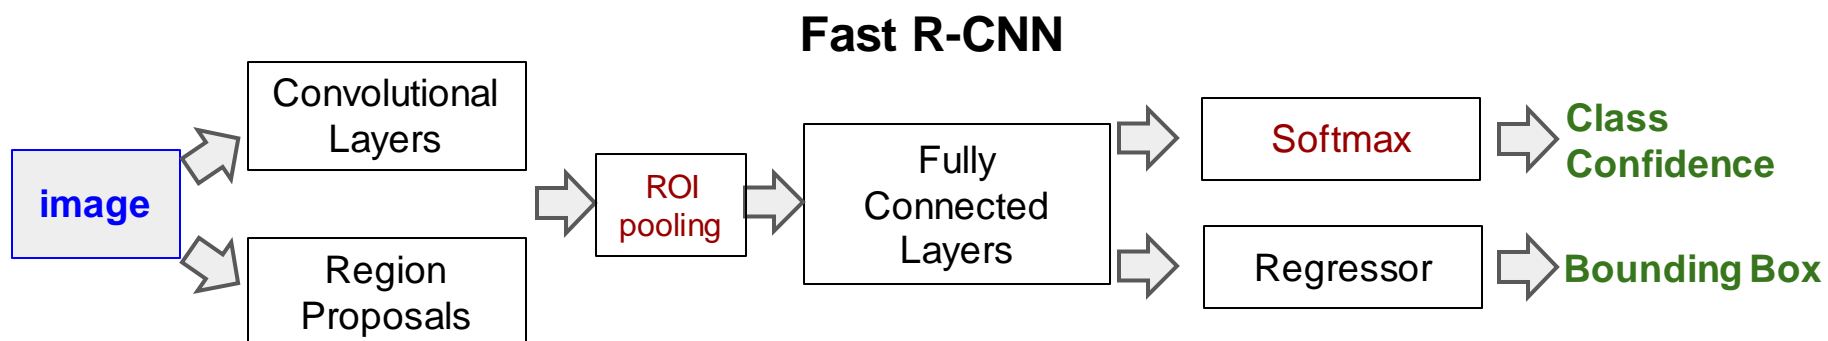 Fast R-CNN
image
Convolutional
Layers
Region
Proposals
ROI
pooling
Fully
Connected
Layers
Softmax
Class
Confidence
Regressor
Bounding Box